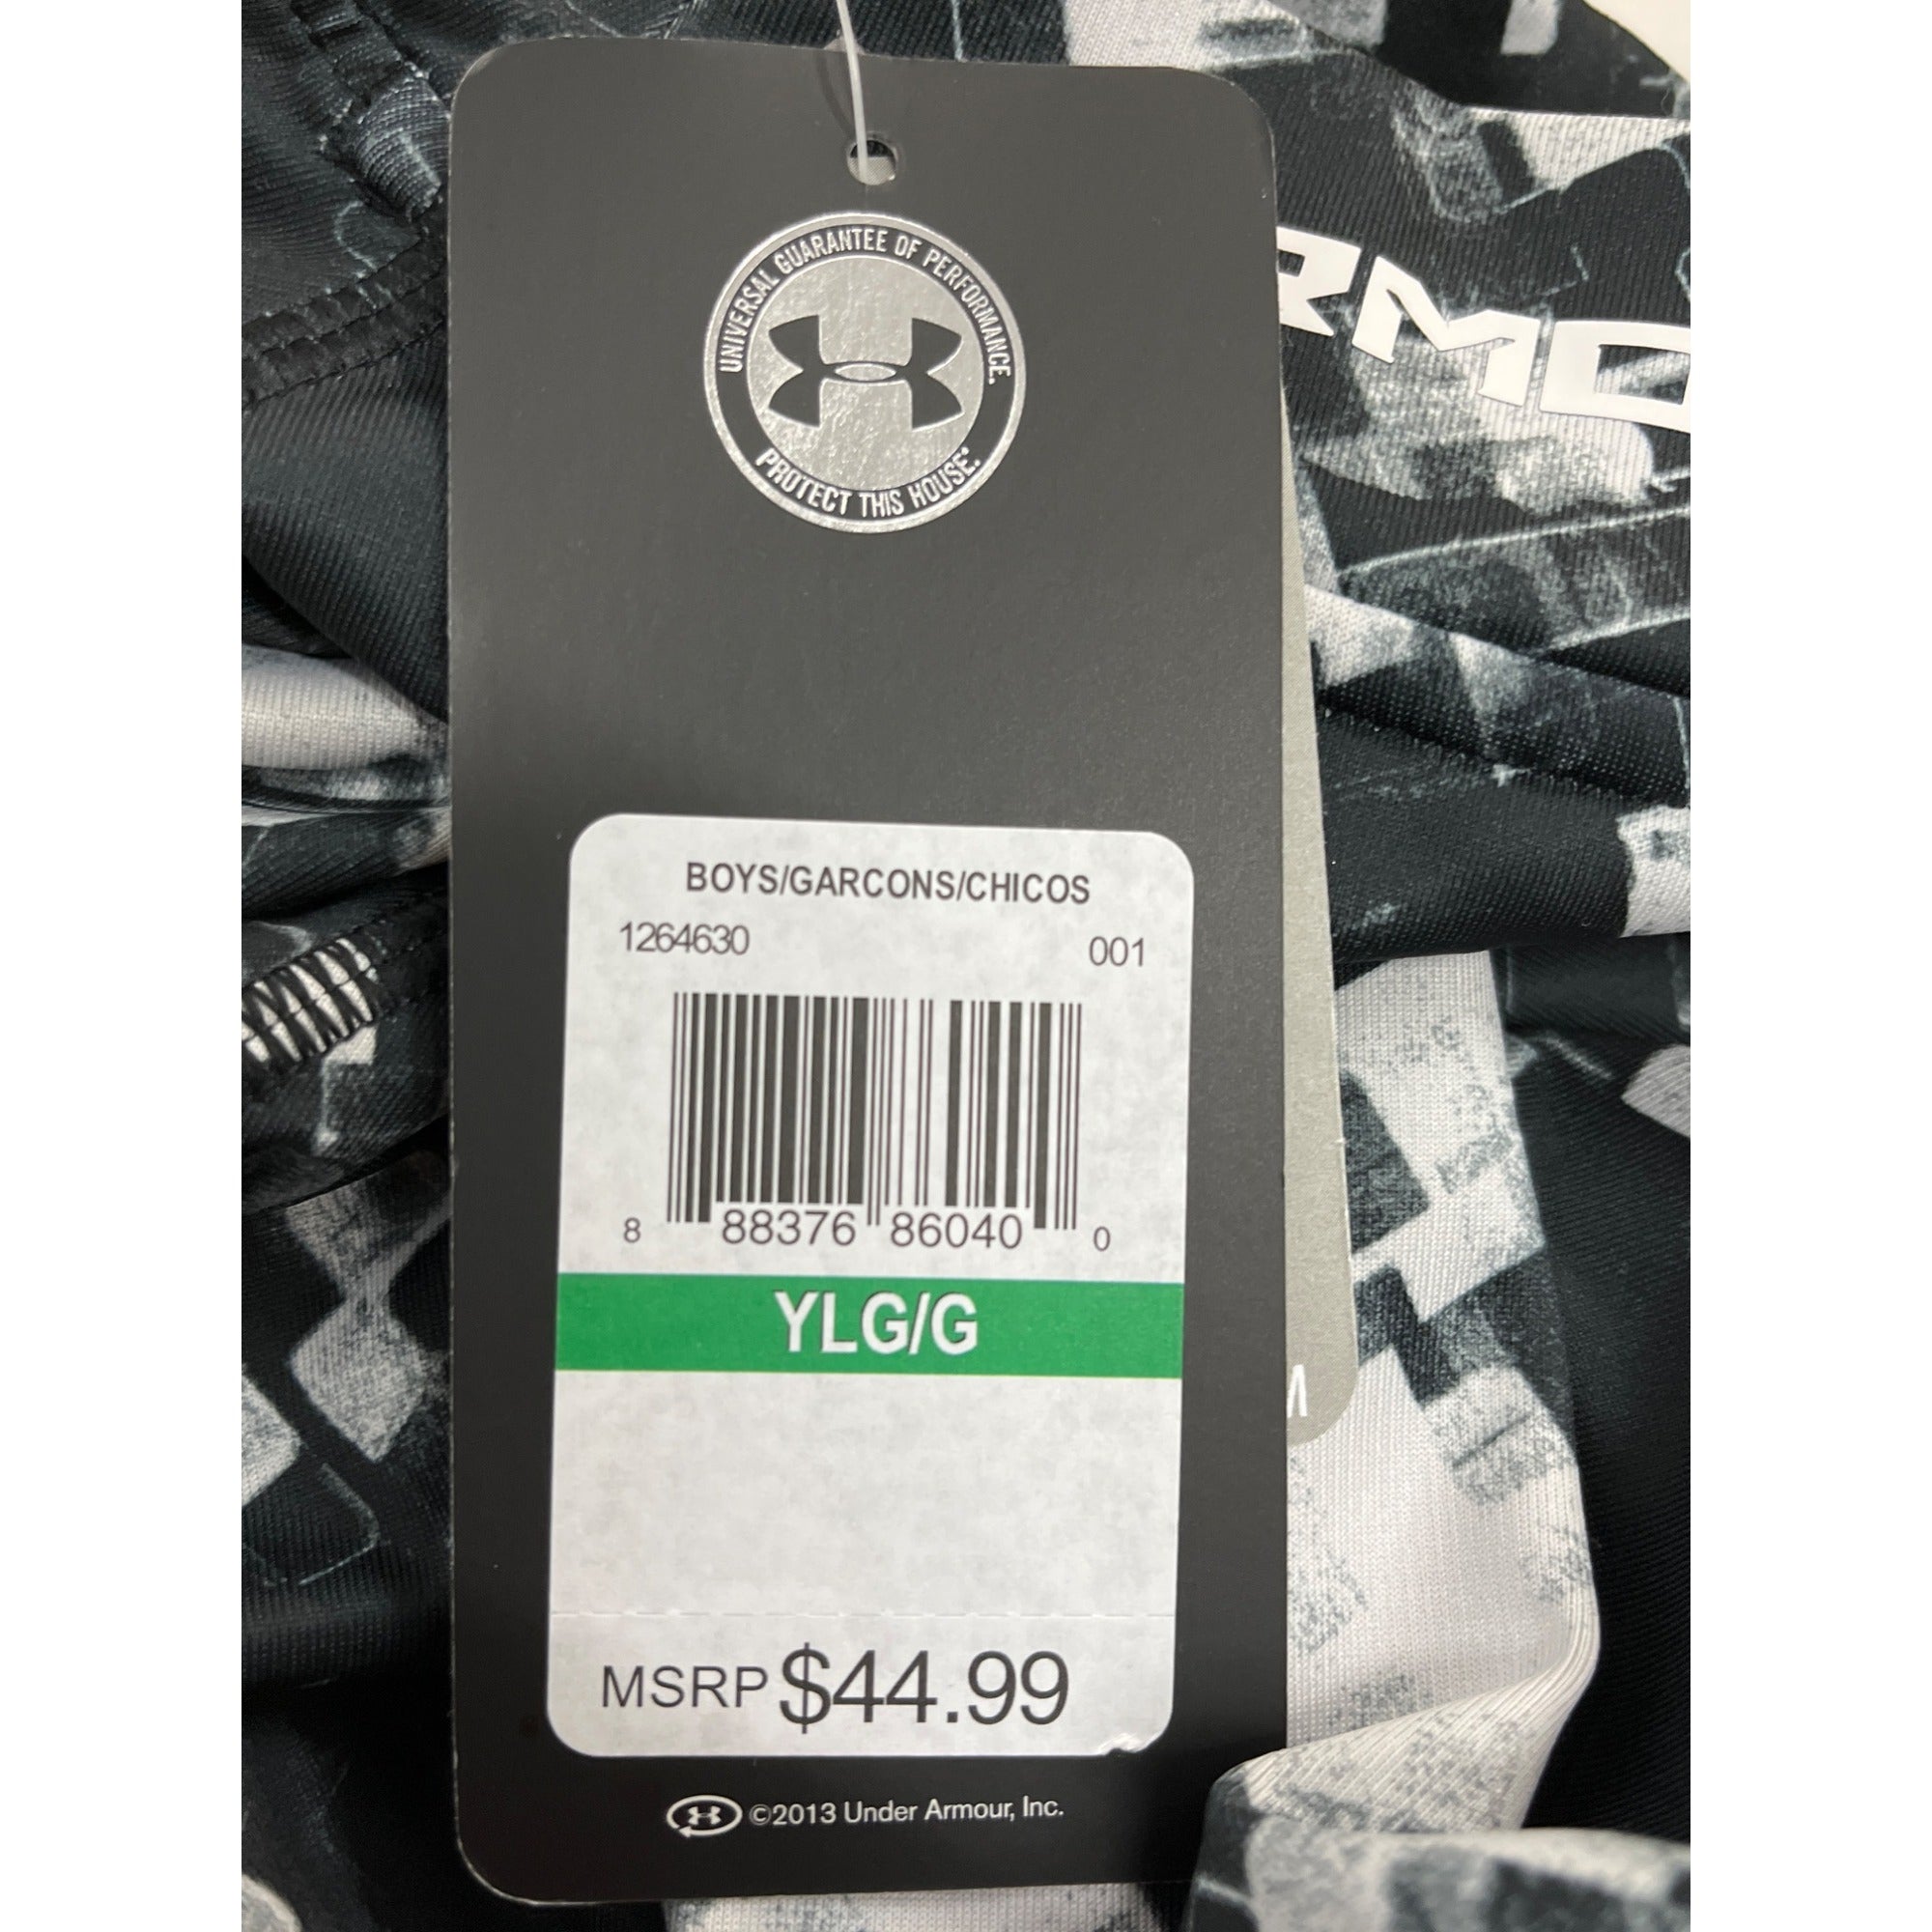 UNIVERSAL GUARANTEE OF PERFORMANCE.
PROTECT THIS HOUSE.®
RMO
BOYS/GARCONS/CHICOS
1264630 001
8 88376 86040 0
YLG/G
M
MSRP $44.99
©2013 Under Armour, Inc.